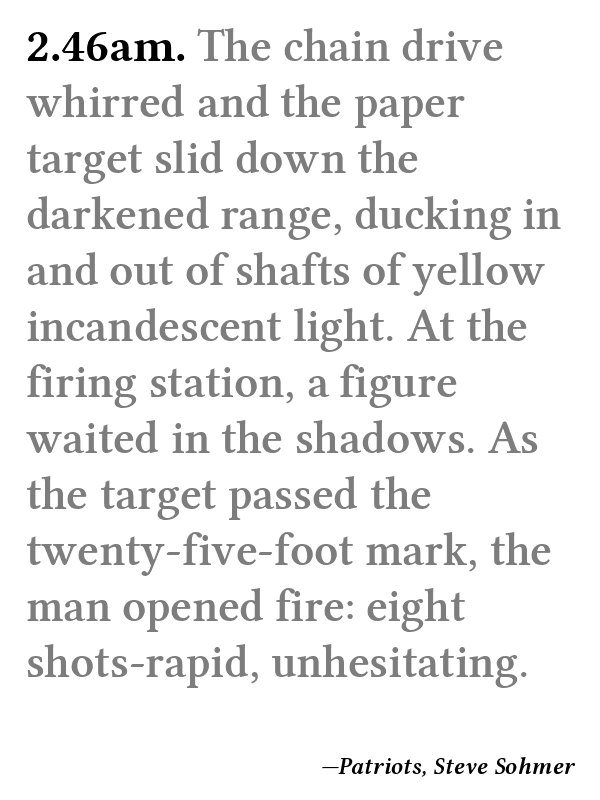 2.46am. The chain drive
whirred and the paper
target slid down the
darkened range, ducking in
and out of shafts of yellow
incandescent light. At the
firing station, a figure
waited in the shadows. As
the target passed the
twenty-five-foot mark, the
man opened fire: eight
shots-rapid, unhesitating.
—Patriots, Steve Sohmer